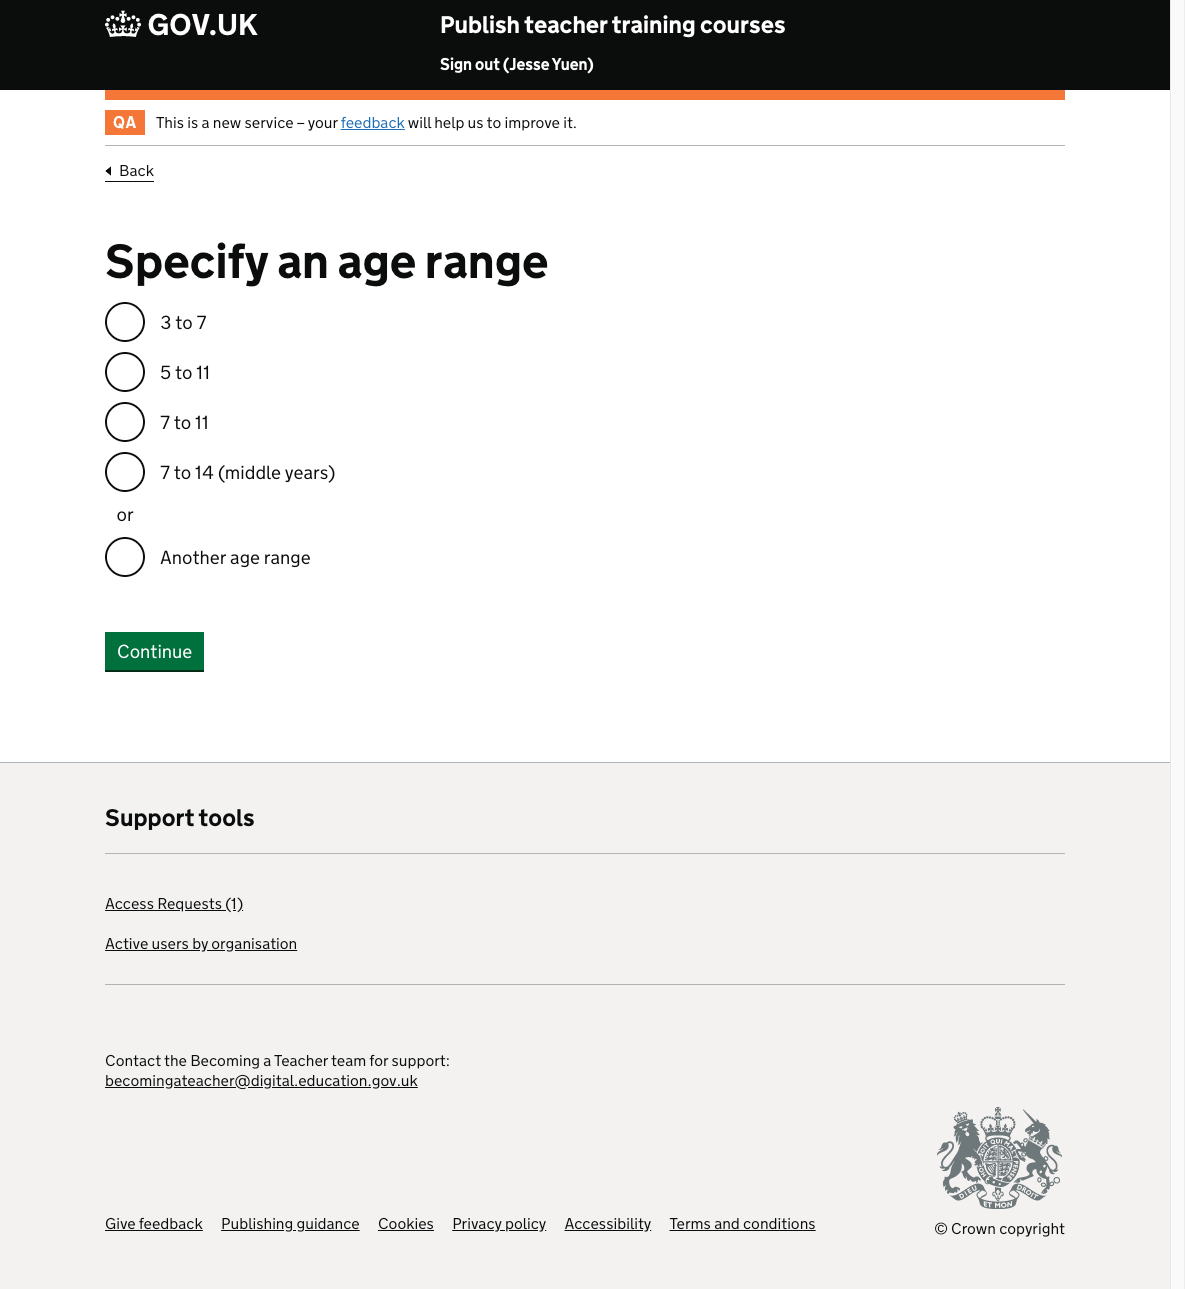 GOV.UK
Publish teacher training courses
Sign out (Jesse Yuen)
QA This is a new service – your feedback will help us to improve it.
Back
Specify an age range
3 to 7
5 to 11
7 to 11
7 to 14 (middle years)
or
Another age range
Continue
Support tools
Access Requests (1)
Active users by organisation
Contact the Becoming a Teacher team for support:
becomingateacher@digital.education.gov.uk
DIEU ET MON DROIT
Give feedback Publishing guidance Cookies Privacy policy Accessibility Terms and conditions
© Crown copyright